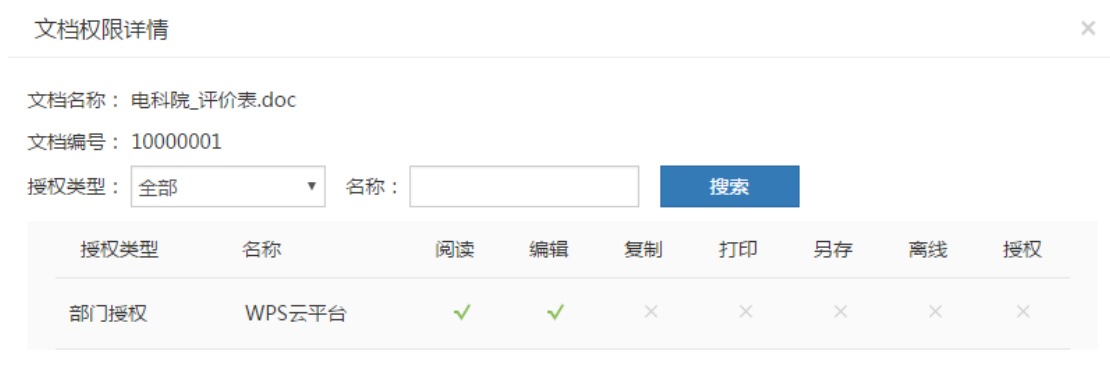 文档权限详情
文档名称： 电科院_评价表.doc
文档编号： 10000001
授权类型： 全部 名称： 搜索
授权类型 名称 阅读 编辑 复制 打印 另存 离线 授权
部门授权 WPS云平台